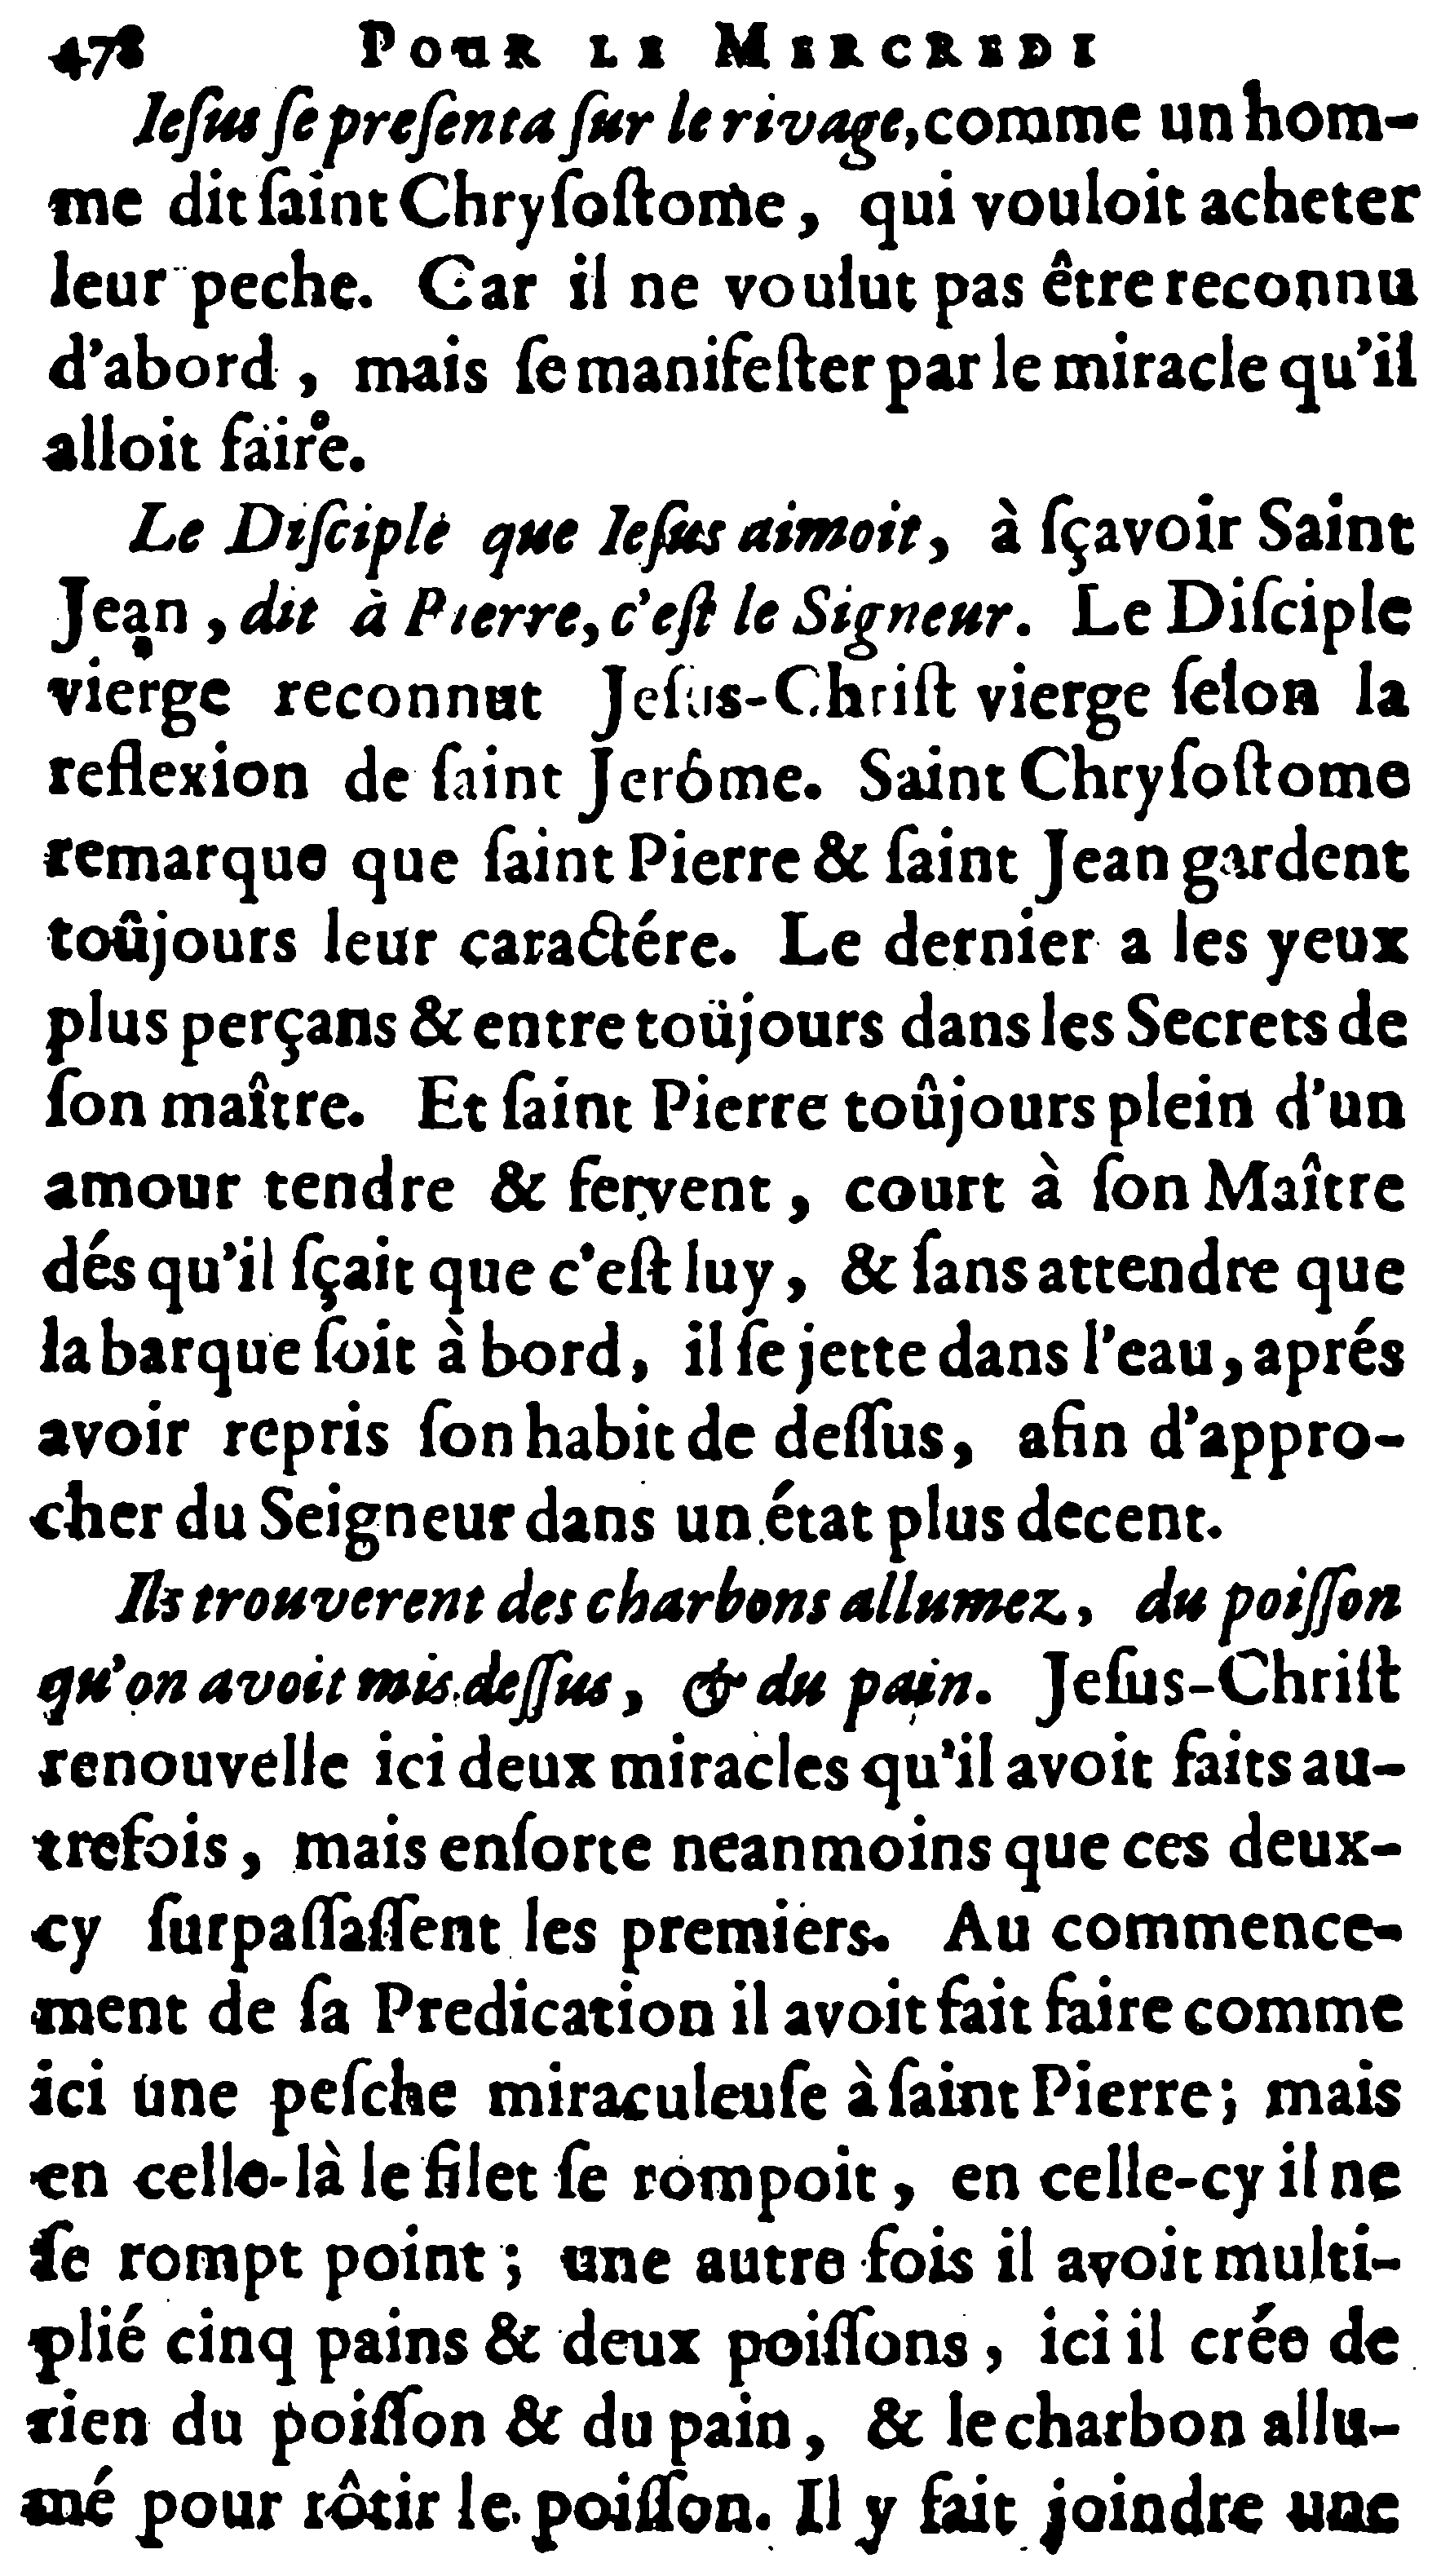 478 POUR LE MERCREDI
Ieſus ſe preſenta ſur le rivage, comme un hom-
me dit ſaint Chryſoſtome, qui vouloit acheter
leur peche. Car il ne voulut pas être reconnu
d'abord, mais ſe manifeſter par le miracle qu'il
alloit faire.
Le Diſciple que Ieſus aimoit, à ſçavoir Saint
Jean, dit à Pierre, c'eſt le Signeur. Le Diſciple
vierge reconnut Jeſus-Chriſt vierge ſelon la
reflexion de ſaint Jerôme. Saint Chryſoſtome
remarque que ſaint Pierre & ſaint Jean gardent
toûjours leur caractére. Le dernier a les yeux
plus perçans & entre toüjours dans les Secrets de
ſon maître. Et ſaint Pierre toûjours plein d'un
amour tendre & fervent, court à ſon Maître
dés qu'il ſçait que c'eſt luy, & ſans attendre que
la barque ſoit à bord, il ſe jette dans l'eau, aprés
avoir repris ſon habit de deſſus, afin d'appro-
cher du Seigneur dans un état plus decent.
Ils trouverent des charbons allumez, du poiſſon
qu'on avoit mis deſſus, & du pain. Jeſus-Chriſt
renouvelle ici deux miracles qu'il avoit faits au-
trefois, mais enſorte neanmoins que ces deux-
cy ſurpaſſaſſent les premiers. Au commence-
ment de ſa Predication il avoit fait faire comme
ici une peſche miraculeuſe à ſaint Pierre; mais
en celle-là le filet ſe rompoit, en celle-cy il ne
ſe rompt point; une autre fois il avoit multi-
plié cinq pains & deux poiſſons, ici il crée de
rien du poiſſon & du pain, & le charbon allu-
mé pour rôtir le poiſſon. Il y fait joindre une